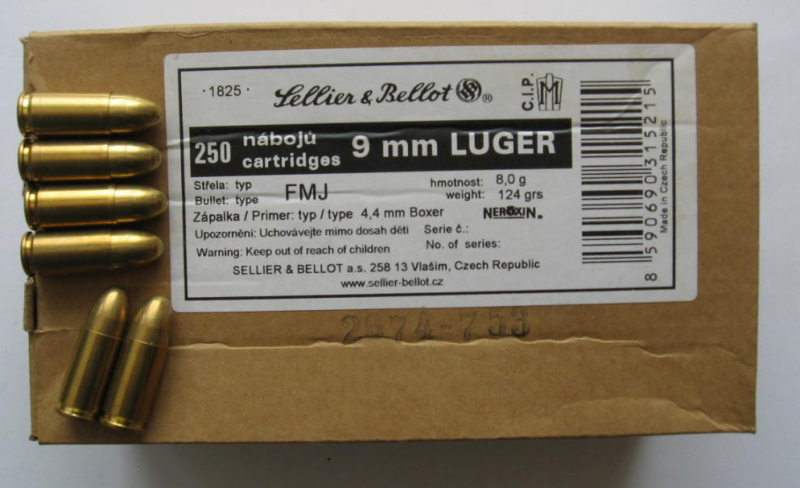 · 1825 · Sellier & Bellot SB ® C.I.P.
250 nábojů
cartridges 9 mm LUGER
Střela: typ
Bullet: type FMJ
hmotnost: 8,0 g
weight: 124 grs
Zápalka / Primer: typ / type 4,4 mm Boxer NEROXIN®
Upozornění: Uchovávejte mimo dosah dětí Serie č.:
Warning: Keep out of reach of children No. of series:
SELLIER & BELLOT a.s. 258 13 Vlašim, Czech Republic
www.sellier-bellot.cz
8 590690 315215
Made in Czech Republic
2574-753